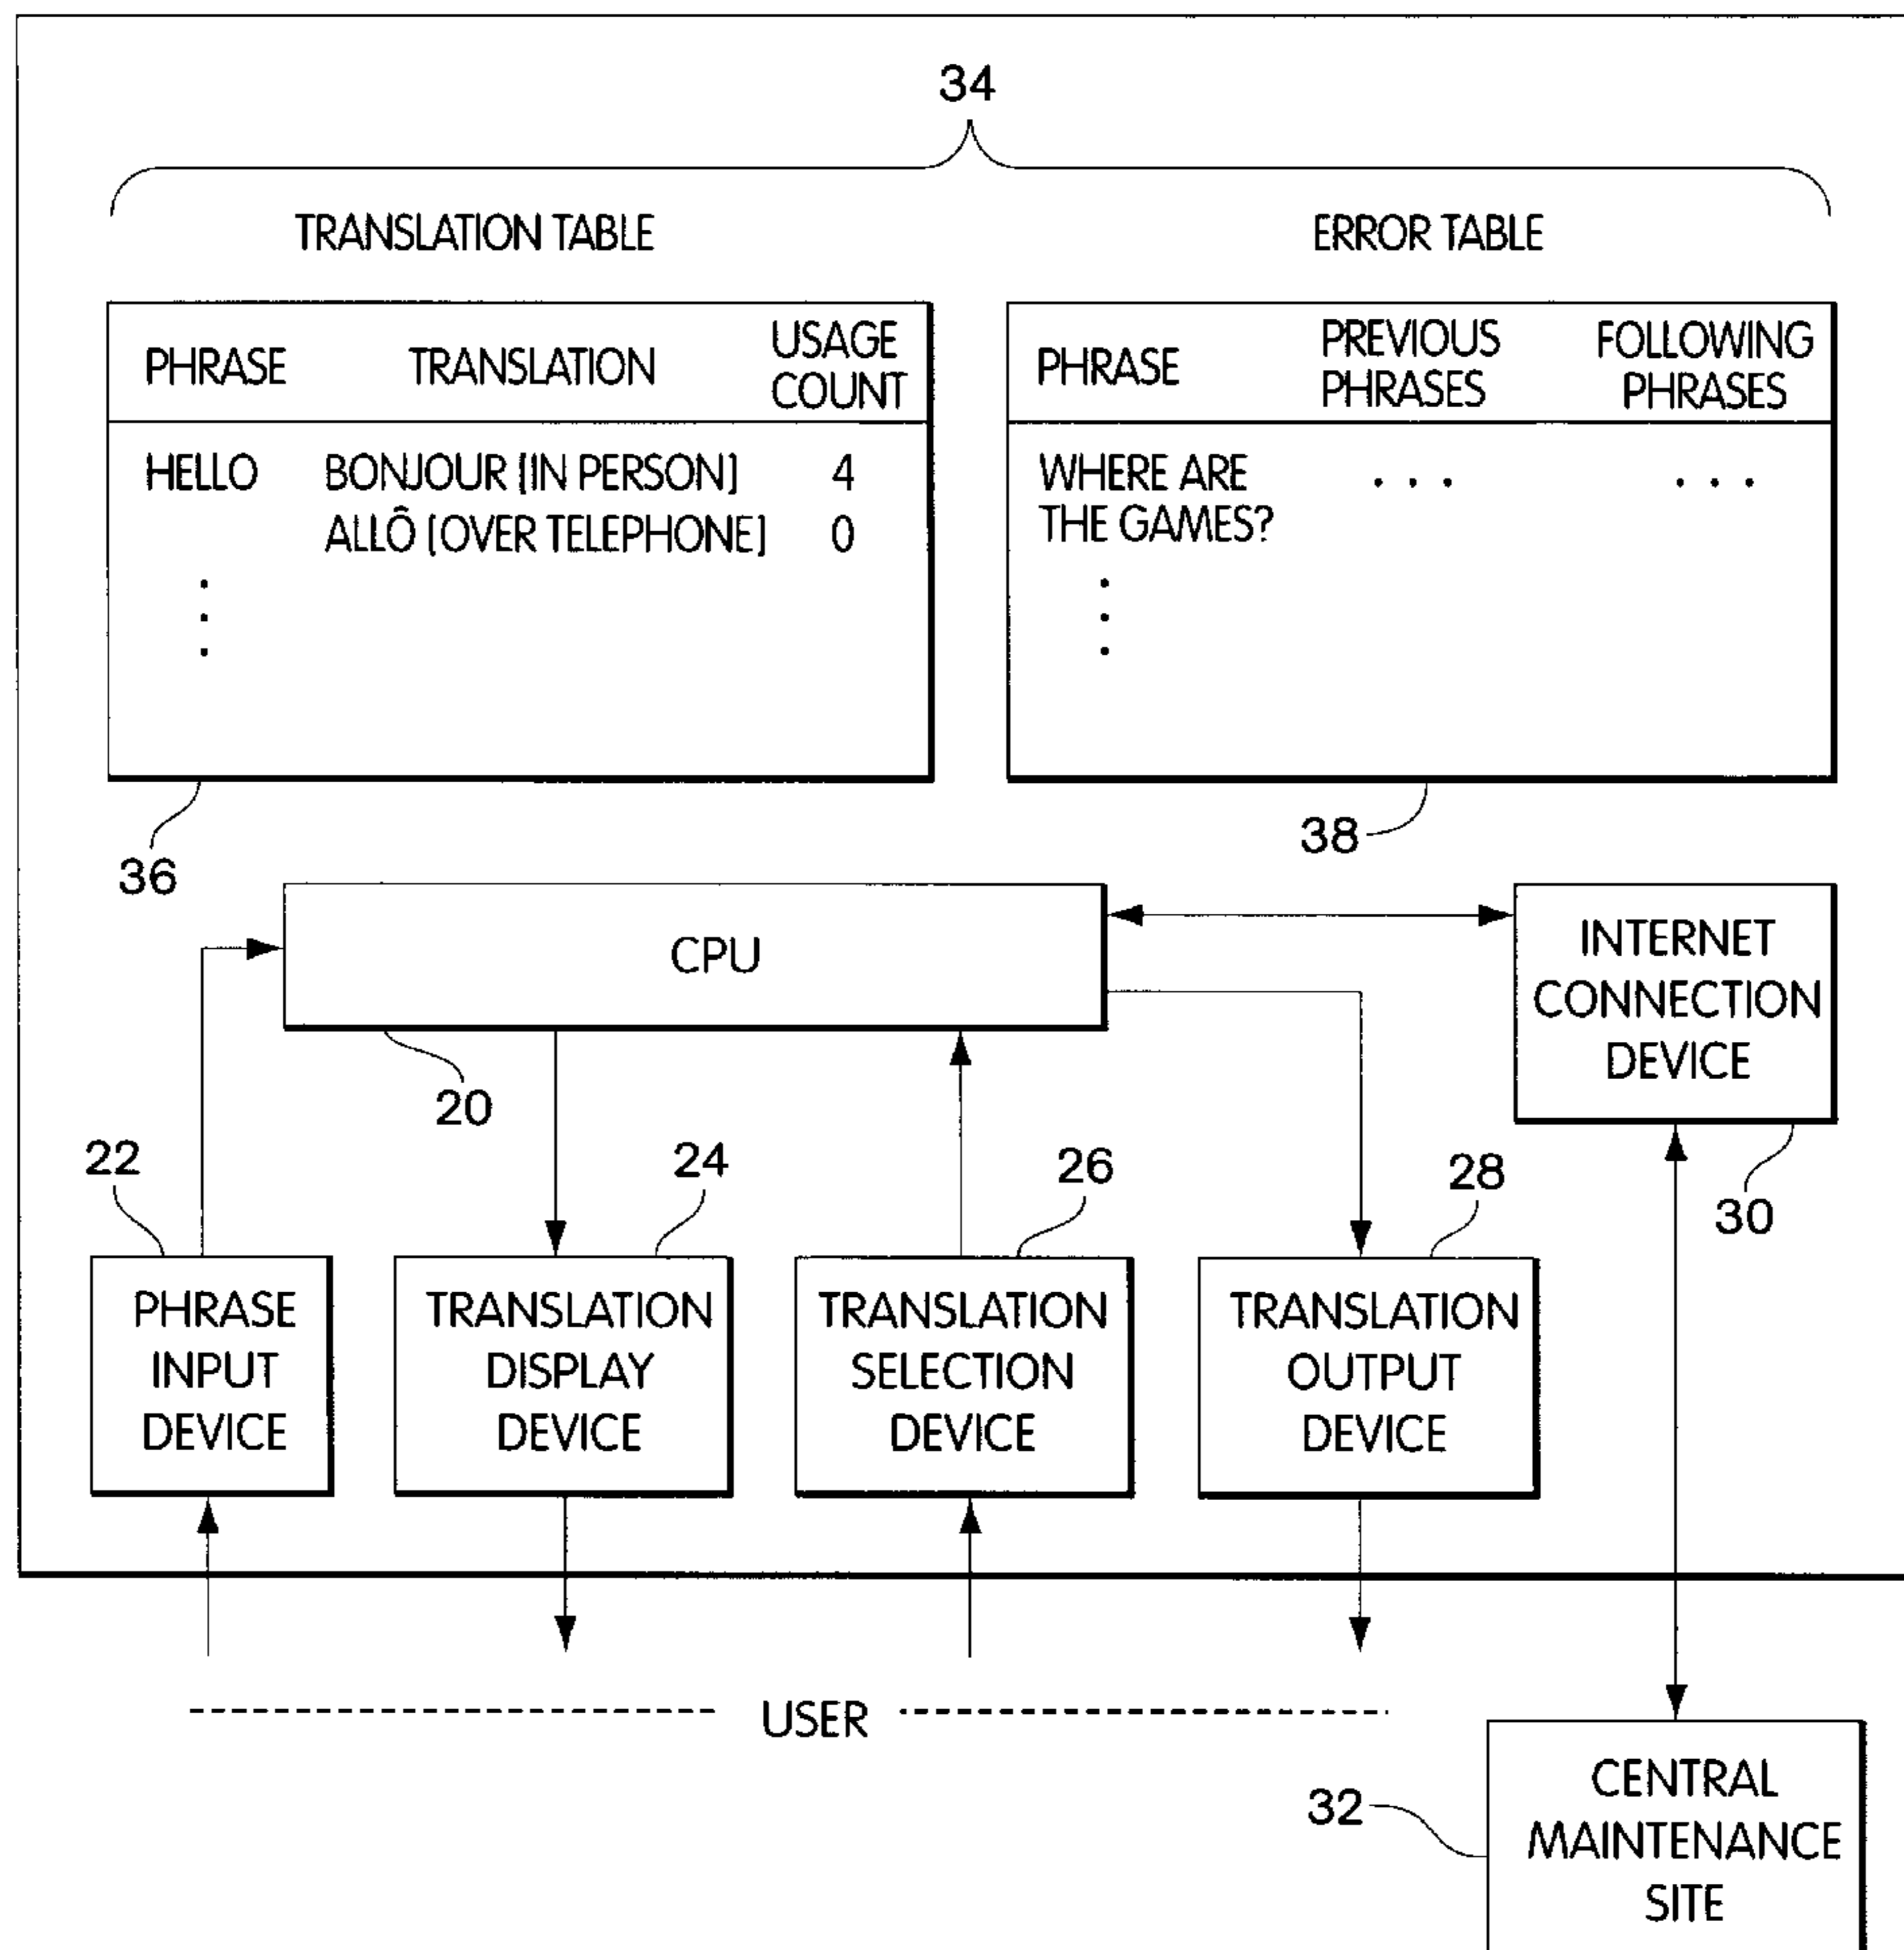 34
TRANSLATION TABLE
PHRASE TRANSLATION USAGE COUNT
HELLO BONJOUR [IN PERSON] 4
ALLÔ [OVER TELEPHONE] 0
36
ERROR TABLE
PHRASE PREVIOUS PHRASES FOLLOWING PHRASES
WHERE ARE . . . . . .
THE GAMES?
38
CPU
20
INTERNET
CONNECTION
DEVICE
30
22
PHRASE
INPUT
DEVICE
24
TRANSLATION
DISPLAY
DEVICE
26
TRANSLATION
SELECTION
DEVICE
28
TRANSLATION
OUTPUT
DEVICE
USER
32
CENTRAL
MAINTENANCE
SITE